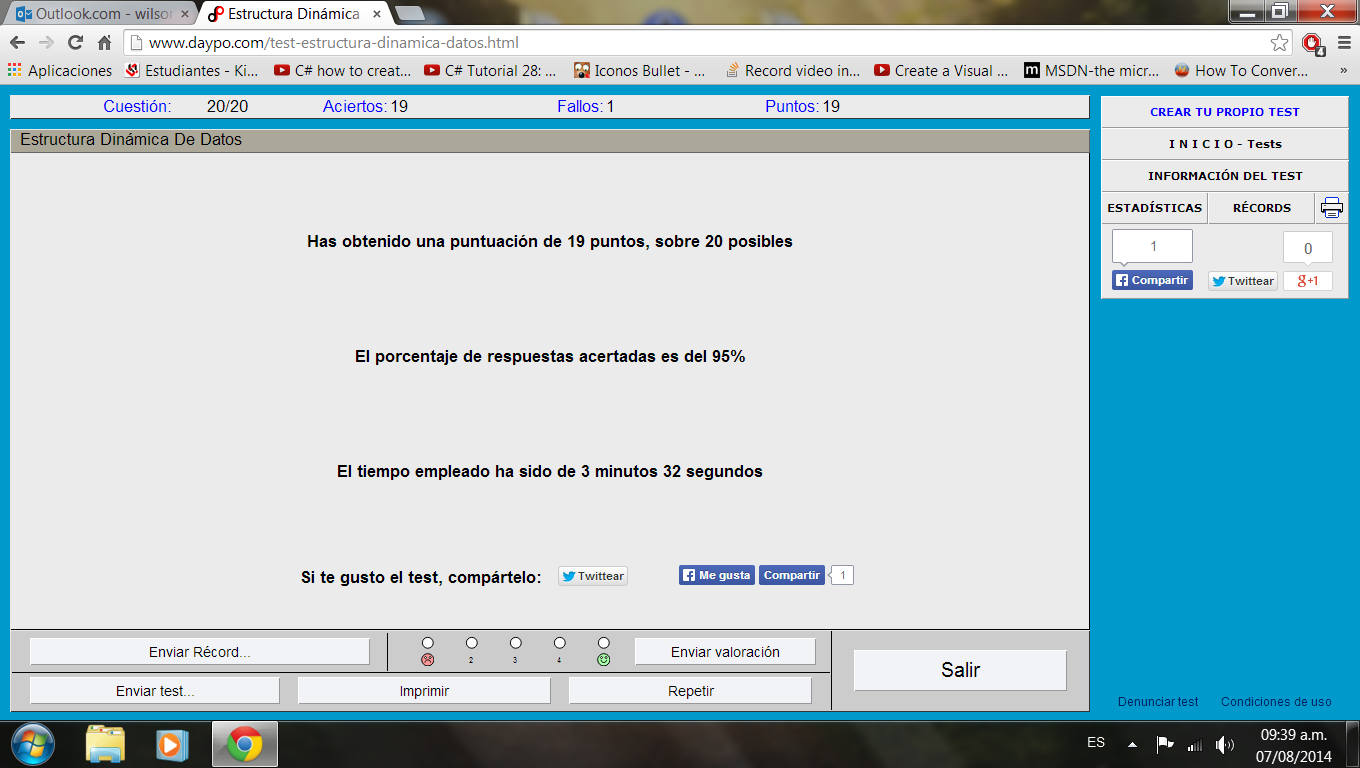 Outlook.com - wilson
Estructura Dinámica
www.daypo.com/test-estructura-dinamica-datos.html
4
Aplicaciones
Estudiantes - Ki...
C# how to creat...
C# Tutorial 28: ...
Iconos Bullet - ...
Record video in...
Create a Visual ...
MSDN-the micr...
How To Conver...
»
Cuestión: 20/20 Aciertos: 19 Fallos: 1 Puntos: 19
Estructura Dinámica De Datos
Has obtenido una puntuación de 19 puntos, sobre 20 posibles
El porcentaje de respuestas acertadas es del 95%
El tiempo empleado ha sido de 3 minutos 32 segundos
Si te gusto el test, compártelo: Twittear Me gusta Compartir 1
Enviar Récord...
2 3 4
Enviar valoración
Salir
Enviar test...
Imprimir
Repetir
CREAR TU PROPIO TEST
I N I C I O - Tests
INFORMACIÓN DEL TEST
ESTADÍSTICAS RÉCORDS
1 0
Compartir Twittear g+1
Denunciar test Condiciones de uso
ES
09:39 a.m.
07/08/2014